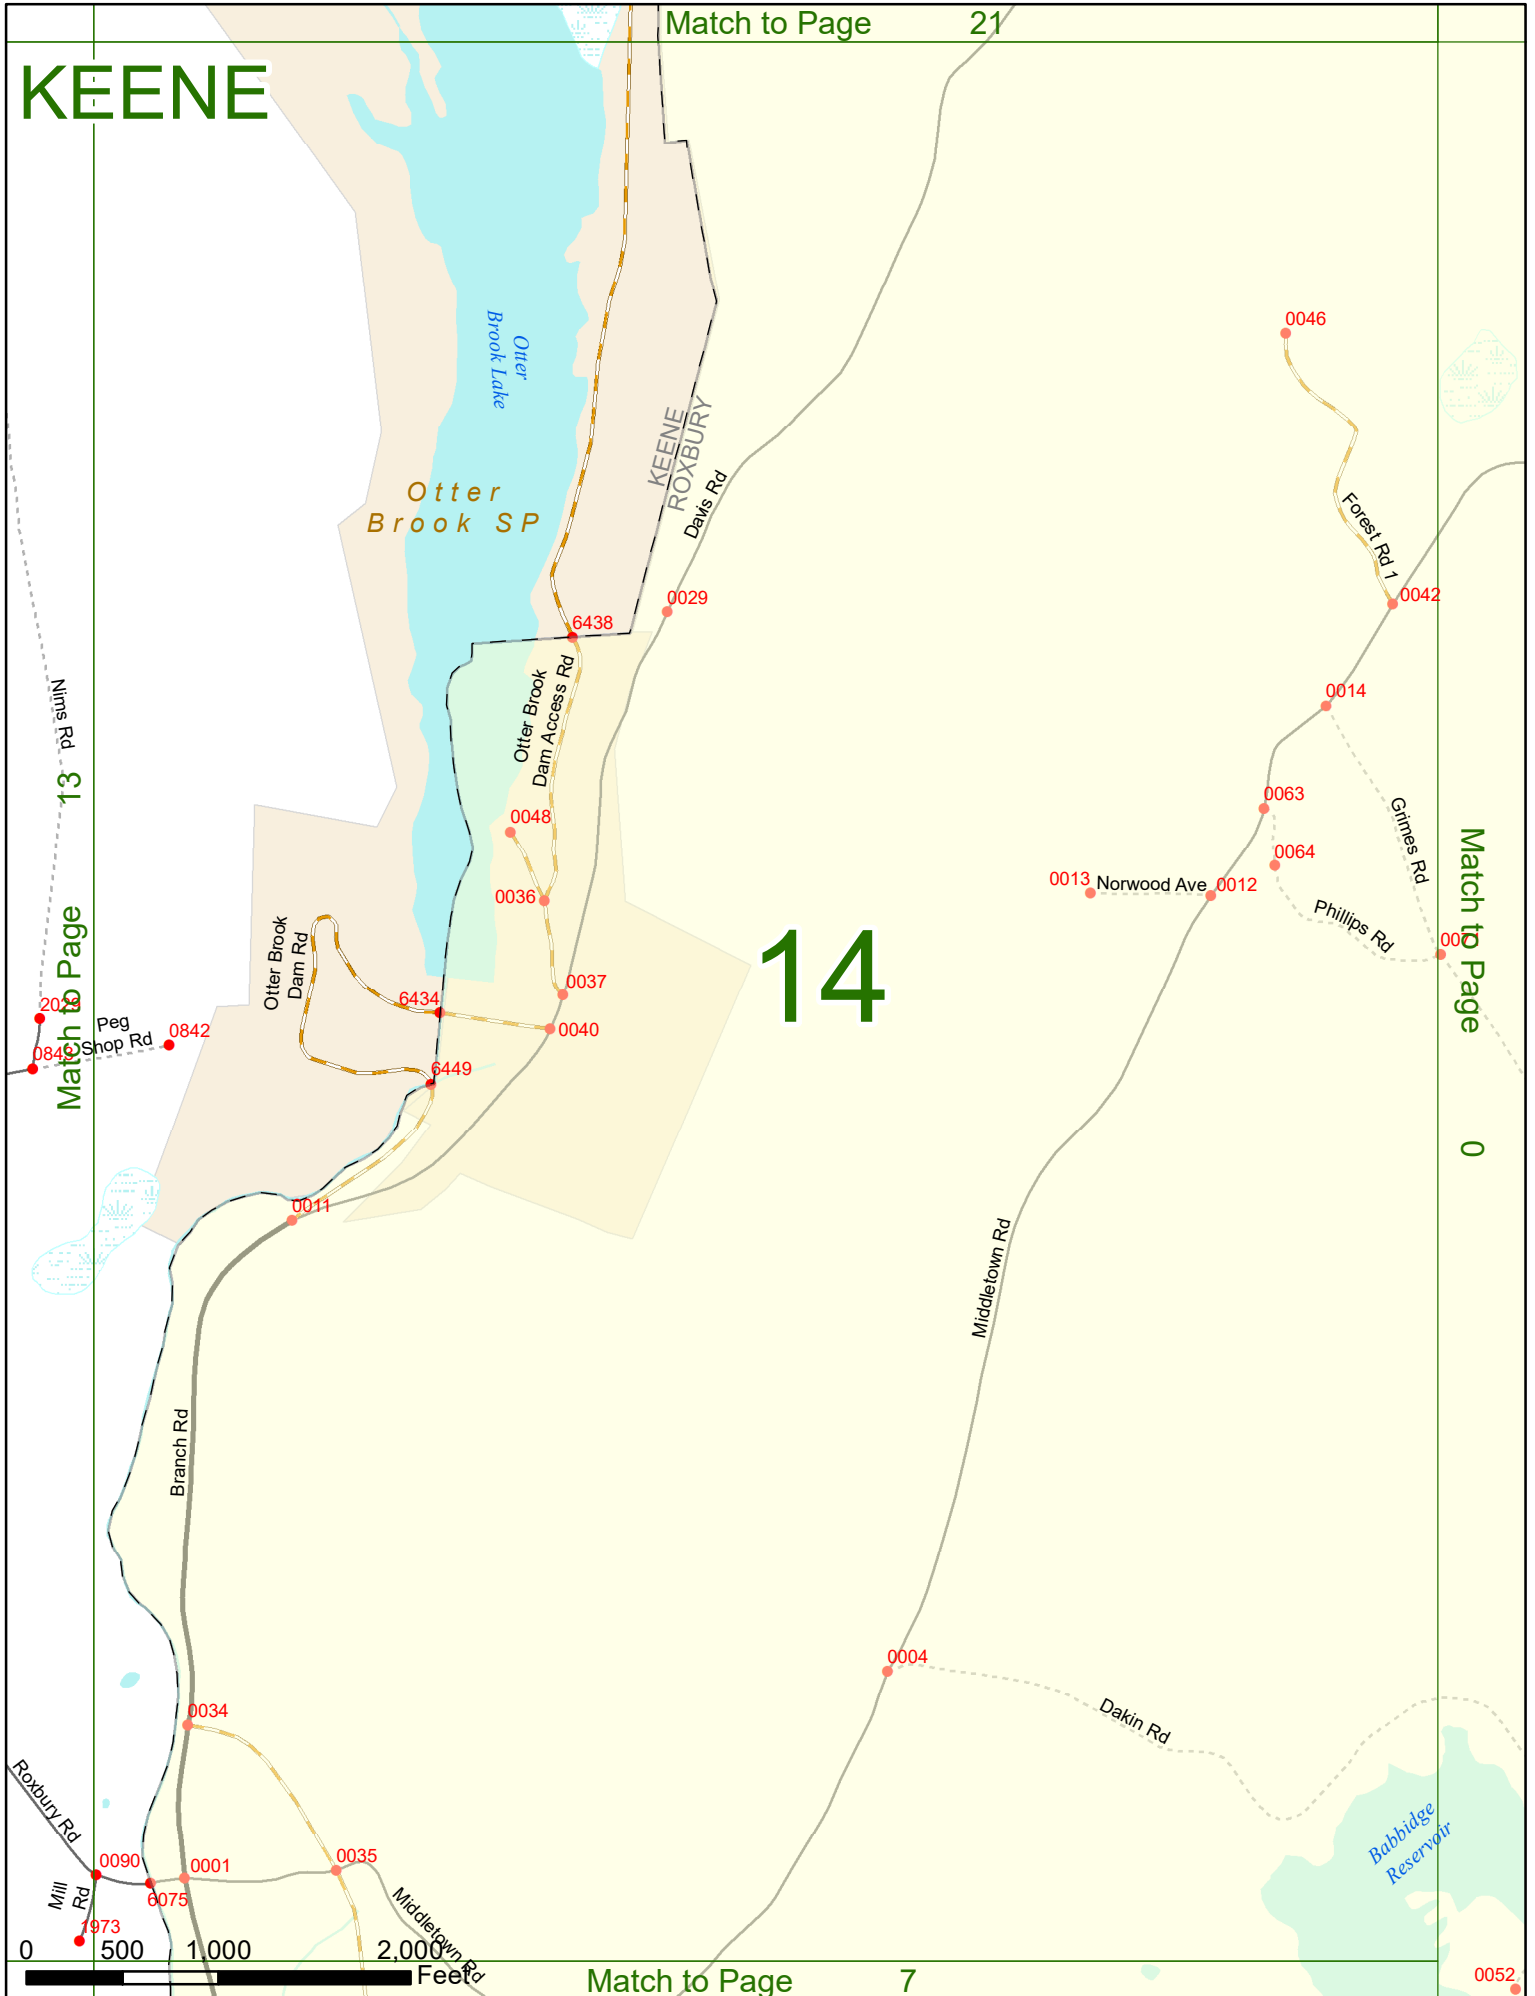 Match to Page 21
KEENE
0046
Otter
Brook Lake
KEENE
ROXBURY
Otter
Brook SP
Davis Rd
Forest Rd 1
0029
0042
6438
Otter Brook
Dam Access Rd
Nims Rd
0014
Match to Page 13
0063
0048
Grimes Rd
0064
0013
Norwood Ave
0012
0036
Phillips Rd
Match to Page 0
14
Otter Brook
Dam Rd
0037
6434
0040
2029
Peg
Shop Rd
0842
0843
6449
0011
Middletown Rd
Branch Rd
0004
Dakin Rd
0034
Roxbury Rd
Babbidge
Reservoir
0090
0001
0035
Mill
Rd
6075
Middletown Rd
1973
0 500 1,000 2,000
Feet
Match to Page 7
0052